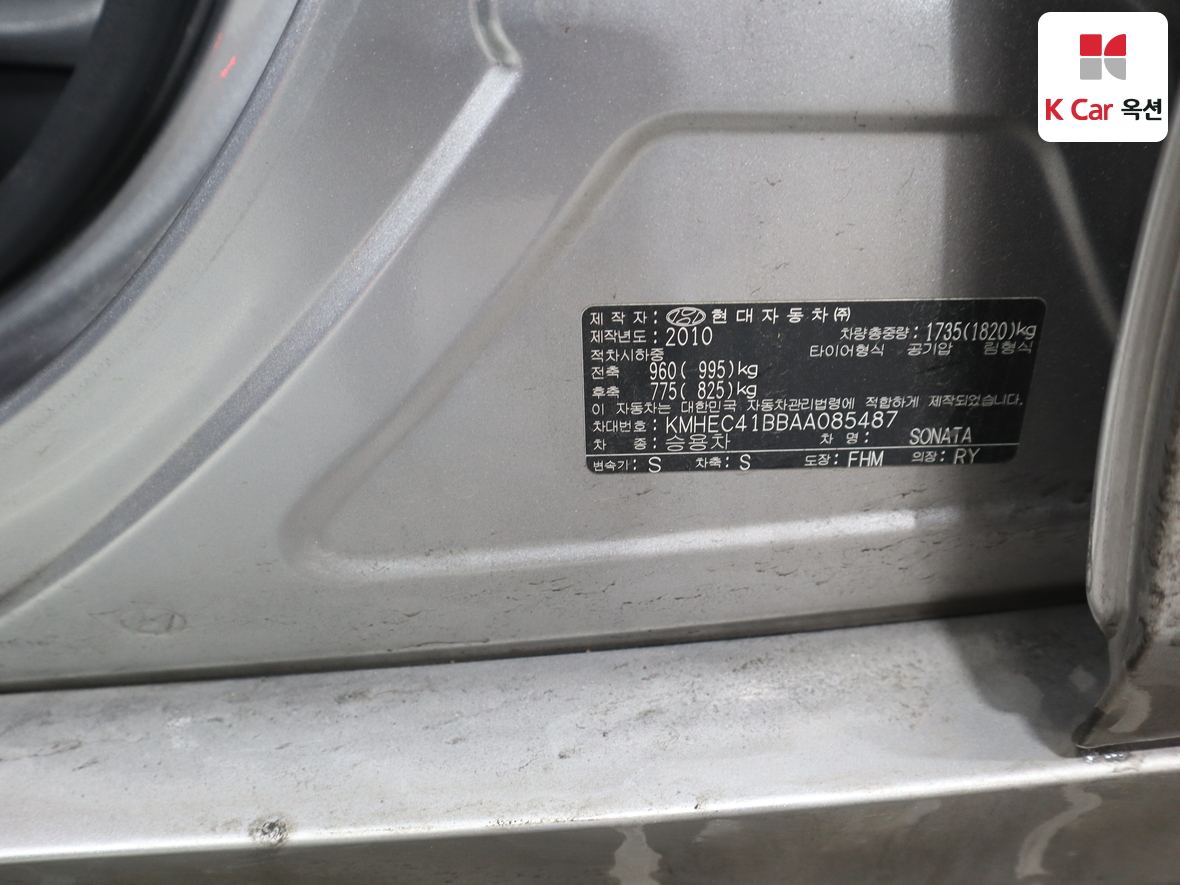 K Car 옥션
제 작 자 : 현 대 자 동 차 ㈜
제작년도 : 2010 차량총중량 : 1735(1820)kg
적차시하중 타이어형식 공기압 림형식
전축 960( 995)kg
후축 775( 825)kg
이 자동차는 대한민국 자동차관리법령에 적합하게 제작되었습니다.
차대번호 : KMHEC41BBAA085487
차 종 : 승용차 차 명 : SONATA
변속기 : S 차축 : S 도장 : FHM 의장 : RY